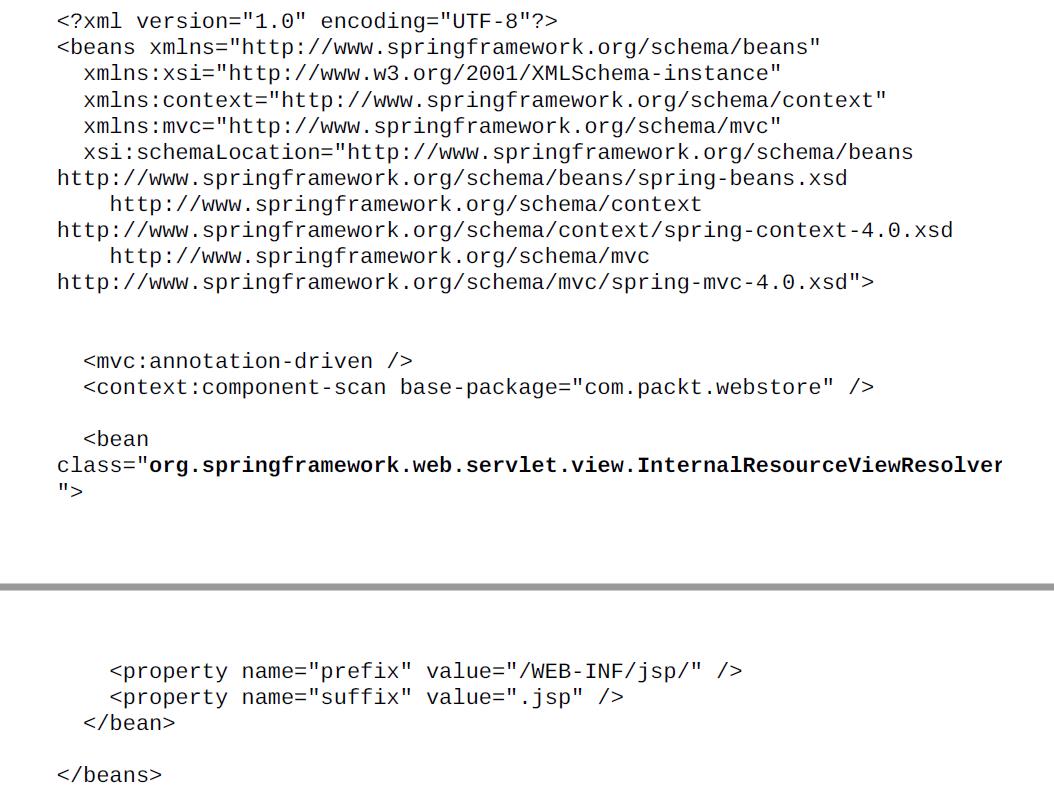 <?xml version="1.0" encoding="UTF-8"?>
<beans xmlns="http://www.springframework.org/schema/beans"
  xmlns:xsi="http://www.w3.org/2001/XMLSchema-instance"
  xmlns:context="http://www.springframework.org/schema/context"
  xmlns:mvc="http://www.springframework.org/schema/mvc"
  xsi:schemaLocation="http://www.springframework.org/schema/beans
http://www.springframework.org/schema/beans/spring-beans.xsd
    http://www.springframework.org/schema/context
http://www.springframework.org/schema/context/spring-context-4.0.xsd
    http://www.springframework.org/schema/mvc
http://www.springframework.org/schema/mvc/spring-mvc-4.0.xsd">
  <mvc:annotation-driven />
  <context:component-scan base-package="com.packt.webstore" />
  <bean
class="org.springframework.web.servlet.view.InternalResourceViewResolver
">
    <property name="prefix" value="/WEB-INF/jsp/" />
    <property name="suffix" value=".jsp" />
  </bean>
</beans>